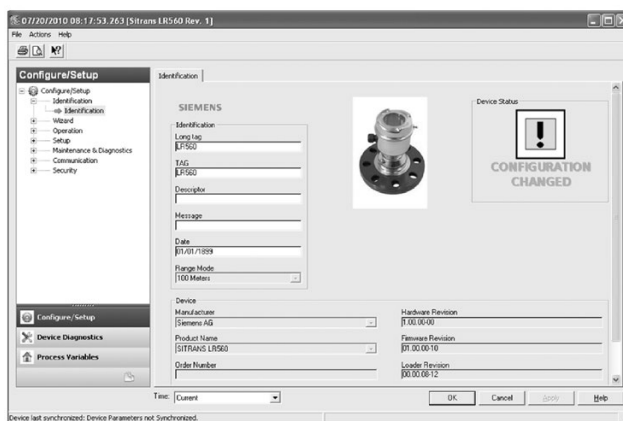 07/20/2010 08:17:53.263 [Sitrans LR560 Rev. 1]
File Actions Help
Configure/Setup
Configure/Setup
Identification
Identification
Wizard
Operation
Setup
Maintenance & Diagnostics
Communication
Security
Configure/Setup
Device Diagnostics
Process Variables
Identification
SIEMENS
Identification
Long tag
LR560
TAG
LR560
Descriptor
Message
Date
01/01/1899
Range Mode
100 Meters
Device Status
CONFIGURATION
CHANGED
Device
Manufacturer
Siemens AG
Product Name
SITRANS LR560
Order Number
Hardware Revision
1.00.00-00
Firmware Revision
01.00.00-10
Loader Revision
00.00.08-12
Time: Current
OK Cancel Apply Help
Device last synchronized: Device Parameters not Synchronized.